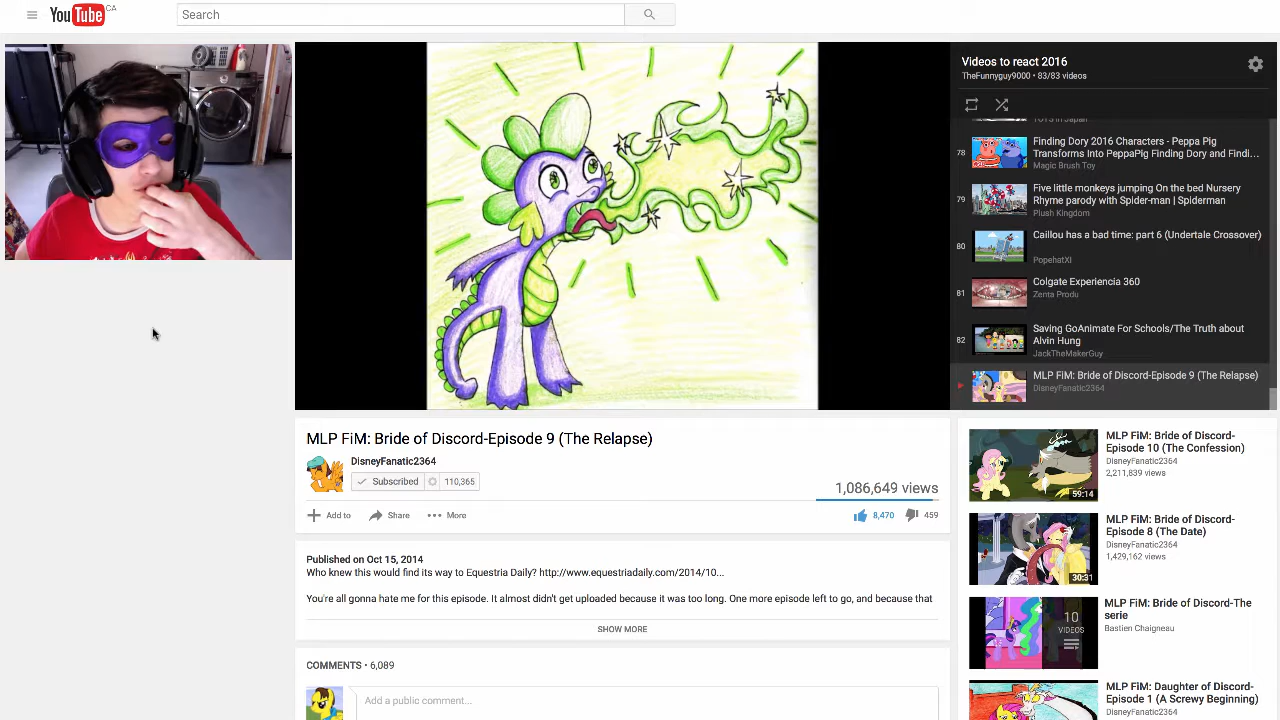 YouTube CA
Search
Videos to react 2016
TheFunnyguy9000 • 83/83 videos
78
Finding Dory 2016 Characters - Peppa Pig
Transforms Into PeppaPig Finding Dory and Findi...
Magic Brush Toy
79
Five little monkeys jumping On the bed Nursery
Rhyme parody with Spider-man | Spiderman
Plush Kingdom
80
Caillou has a bad time: part 6 (Undertale Crossover)
PopehatXI
81
Colgate Experiencia 360
Zenta Produ
82
Saving GoAnimate For Schools/The Truth about
Alvin Hung
JackTheMakerGuy
MLP FiM: Bride of Discord-Episode 9 (The Relapse)
DisneyFanatic2364
MLP FiM: Bride of Discord-Episode 9 (The Relapse)
DisneyFanatic2364
Subscribed 110,365
1,086,649 views
Add to Share More
8,470 459
Published on Oct 15, 2014
Who knew this would find its way to Equestria Daily? http://www.equestriadaily.com/2014/10...
You're all gonna hate me for this episode. It almost didn't get uploaded because it was too long. One more episode left to go, and because that
SHOW MORE
COMMENTS • 6,089
Add a public comment...
MLP FiM: Bride of Discord-
Episode 10 (The Confession)
DisneyFanatic2364
2,211,839 views
59:14
MLP FiM: Bride of Discord-
Episode 8 (The Date)
DisneyFanatic2364
1,429,162 views
30:31
MLP FiM: Bride of Discord-The
serie
Bastien Chaigneau
10
VIDEOS
MLP FiM: Daughter of Discord-
Episode 1 (A Screwy Beginning)
DisneyFanatic2364